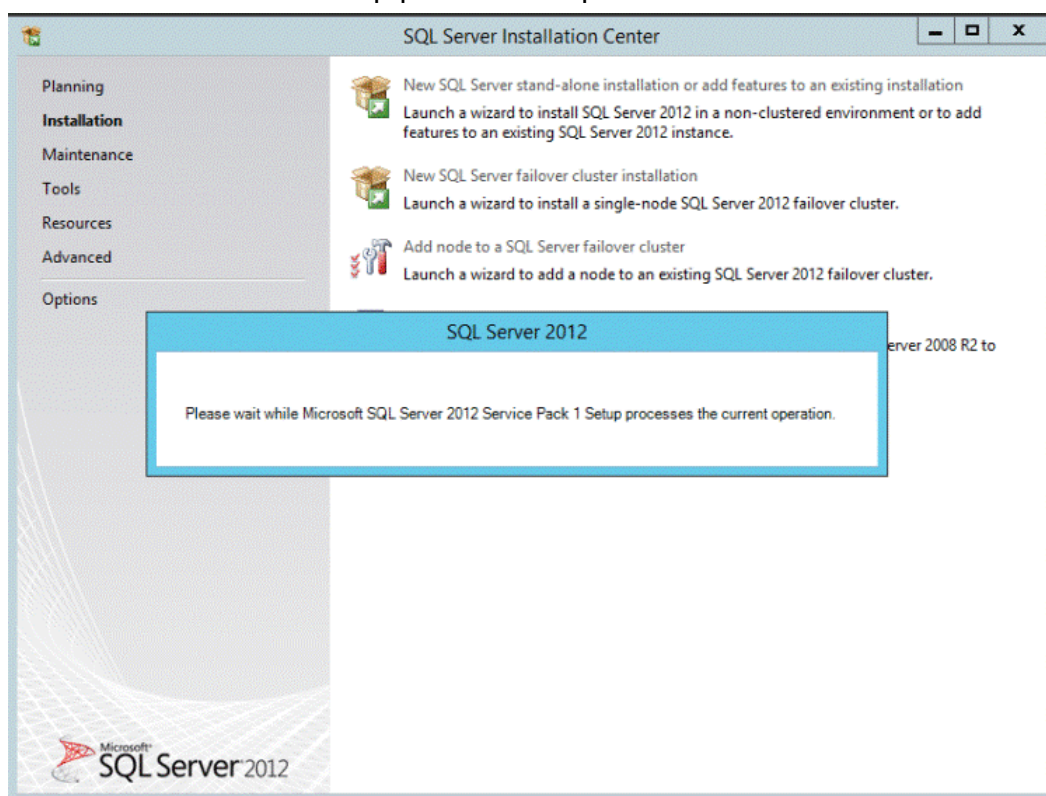 SQL Server Installation Center
Planning
Installation
Maintenance
Tools
Resources
Advanced
Options
New SQL Server stand-alone installation or add features to an existing installation
Launch a wizard to install SQL Server 2012 in a non-clustered environment or to add
features to an existing SQL Server 2012 instance.
New SQL Server failover cluster installation
Launch a wizard to install a single-node SQL Server 2012 failover cluster.
Add node to a SQL Server failover cluster
Launch a wizard to add a node to an existing SQL Server 2012 failover cluster.
2008 R2 to
SQL Server 2012
Please wait while Microsoft SQL Server 2012 Service Pack 1 Setup processes the current operation.
Microsoft
SQL Server 2012